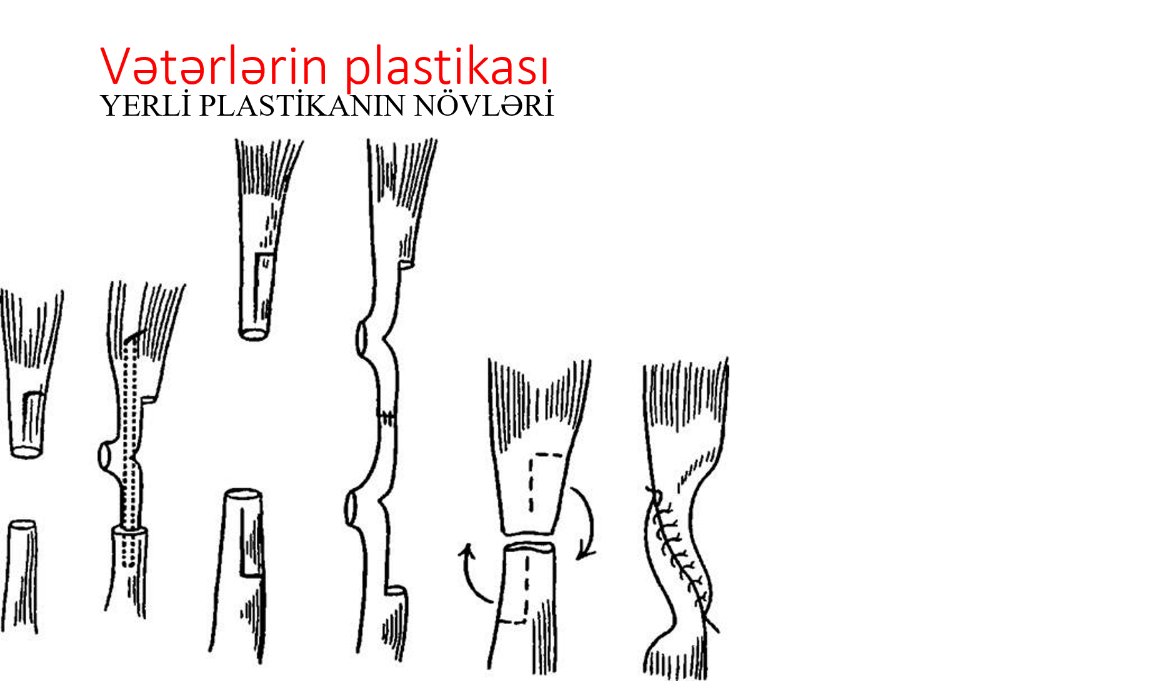 Vətərlərin plastikası
YERLİ PLASTİKANIN NÖVLƏRİ